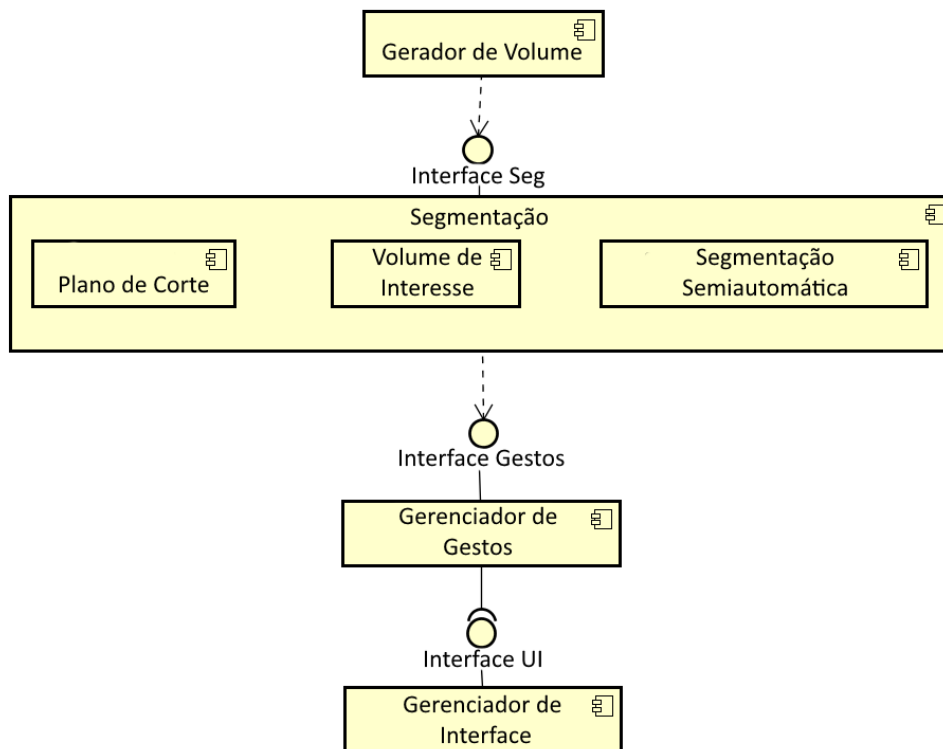 Gerador de Volume
Interface Seg
Segmentação
Plano de Corte
Volume de
Interesse
Segmentação
Semiautomática
Interface Gestos
Gerenciador de
Gestos
Interface UI
Gerenciador de
Interface